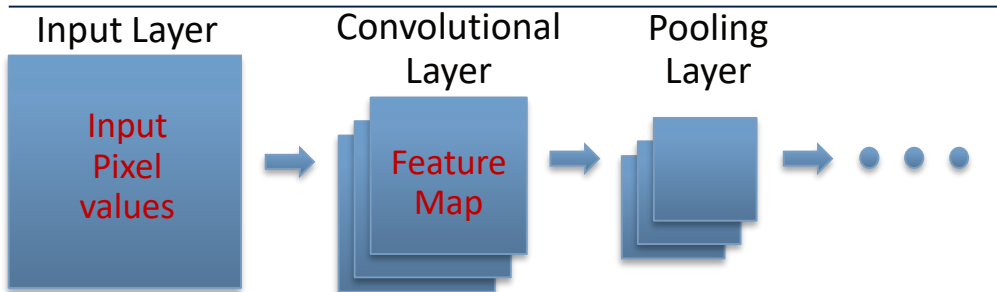 Input Layer
Convolutional
Layer
Pooling
Layer
Input
Pixel
values
Feature
Map